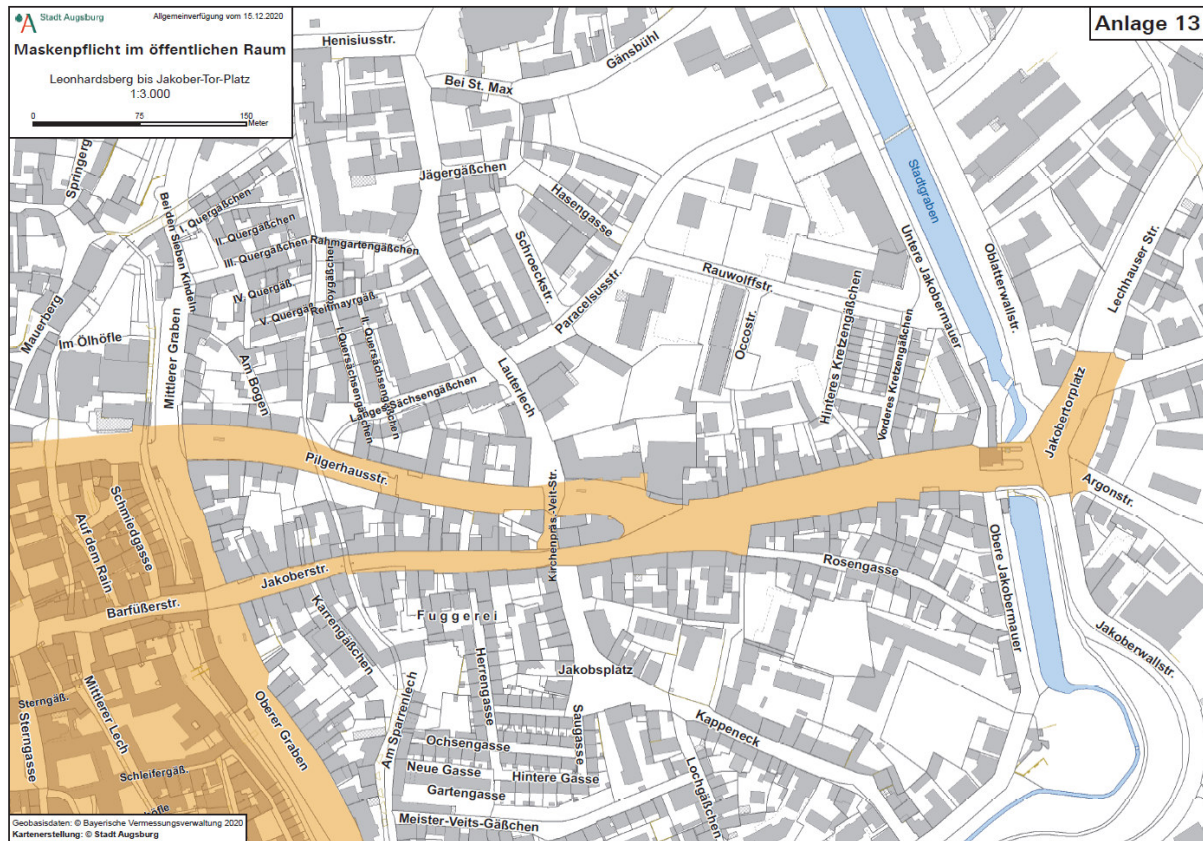 Stadt Augsburg
Allgemeinverfügung vom 15.12.2020
Maskenpflicht im öffentlichen Raum
Leonhardsberg bis Jakober-Tor-Platz
1:3.000
0 75 150
Meter
Anlage 13
Henisiusstr.
Bei St. Max
Gänsbühl
Springerg
Bei den Sieben Kindeln
I. Quergäßchen
II. Quergäßchen
III. Quergäßchen
IV. Quergäß.
V. Quergäß
Rahmgartengäßchen
Loygäßchen
Reitmayrgäß.
I.Quersächsengäßchen
II. Quersächsengäßchen
Langes Sächsengäßchen
Jägergäßchen
Hasengasse
Schroeckstr.
Paracelsusstr.
Rauwolffstr.
Occostr.
Hinteres Kretzengäßchen
Vorderes Kretzengäßchen
Untere Jakobermauer
Stadtgraben
Oblatterwallstr.
Lechhauser Str.
Mauerberg
Im Ölhöfle
Mittlerer Graben
Am Bogen
Lauterlech
Pilgerhausstr.
Kirchenpräs.-Veit-Str.
Jakobertorplatz
Argonstr.
Schmiedgasse
Auf dem Rain
Barfüßerstr.
Jakoberstr.
Karrengäßchen
Fuggerei
Herrengasse
Rosengasse
Obere Jakobermauer
Jakoberwallstr.
Jakobsplatz
Sterngäß.
Sterngasse
Mittlerer Lech
Oberer Graben
Schleifergäß.
Am Sparrenlech
Ochsengasse
Saugasse
Kappeneck
Neue Gasse
Hintere Gasse
Gartengasse
Lochgäßchen
Meister-Veits-Gäßchen
Geobasisdaten: © Bayerische Vermessungsverwaltung 2020
Kartenerstellung: © Stadt Augsburg